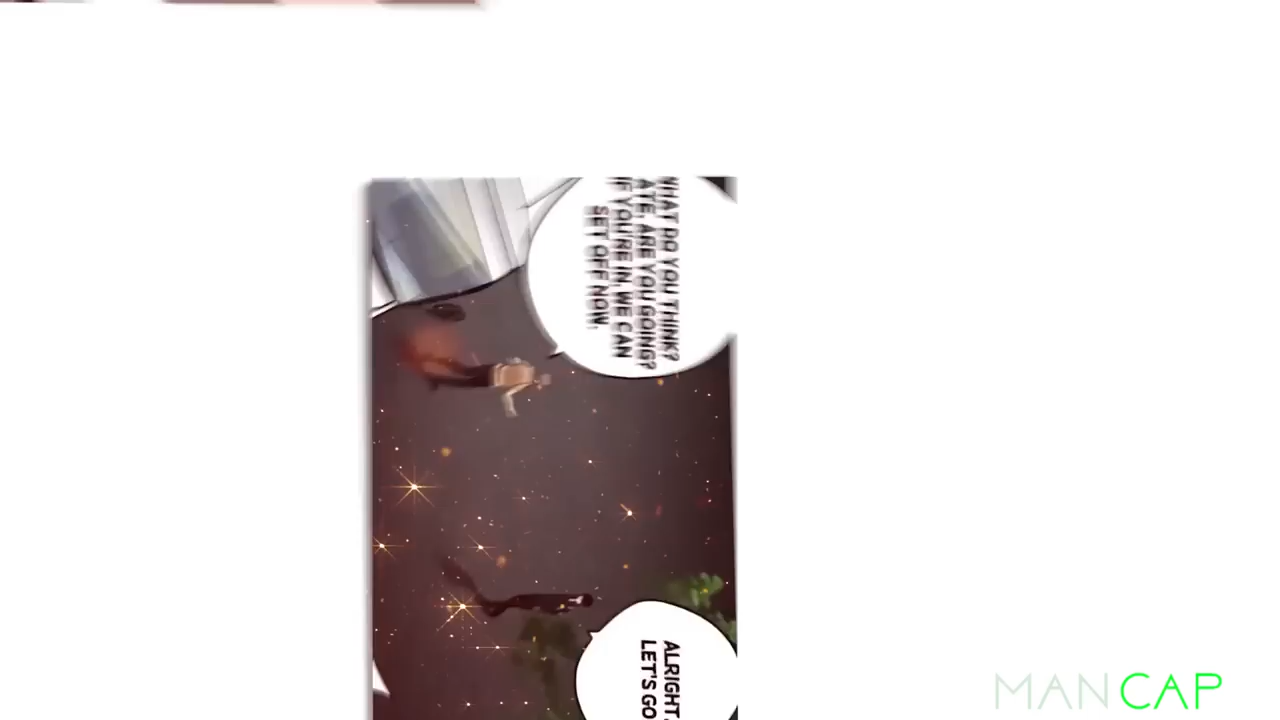 WHAT DO YOU THINK?
ATE, ARE YOU GOING?
IF YOU'RE IN, WE CAN
SET OFF NOW.
ALRIGHT.
LET'S GO
MANCAP